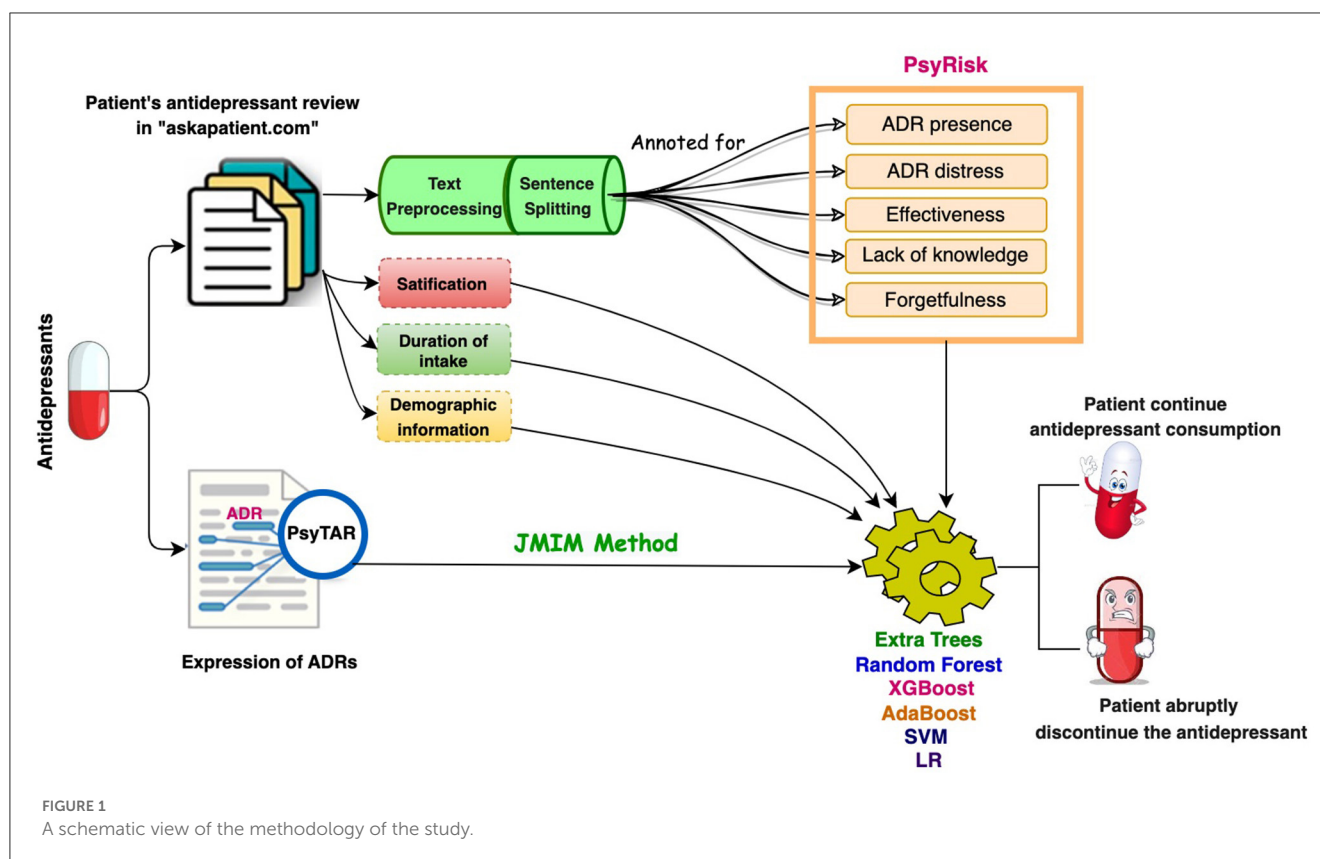 PsyRisk
Patient's antidepressant review
in "askapatient.com"
Annoted for
Text
Preprocessing
Sentence
Splitting
ADR presence
ADR distress
Effectiveness
Lack of knowledge
Forgetfulness
Satification
Duration of
intake
Demographic
information
Antidepressants
ADR
PsyTAR
Expression of ADRs
JMIM Method
Extra Trees
Random Forest
XGBoost
AdaBoost
SVM
LR
Patient continue
antidepressant consumption
Patient abruptly
discontinue the antidepressant
FIGURE 1
A schematic view of the methodology of the study.